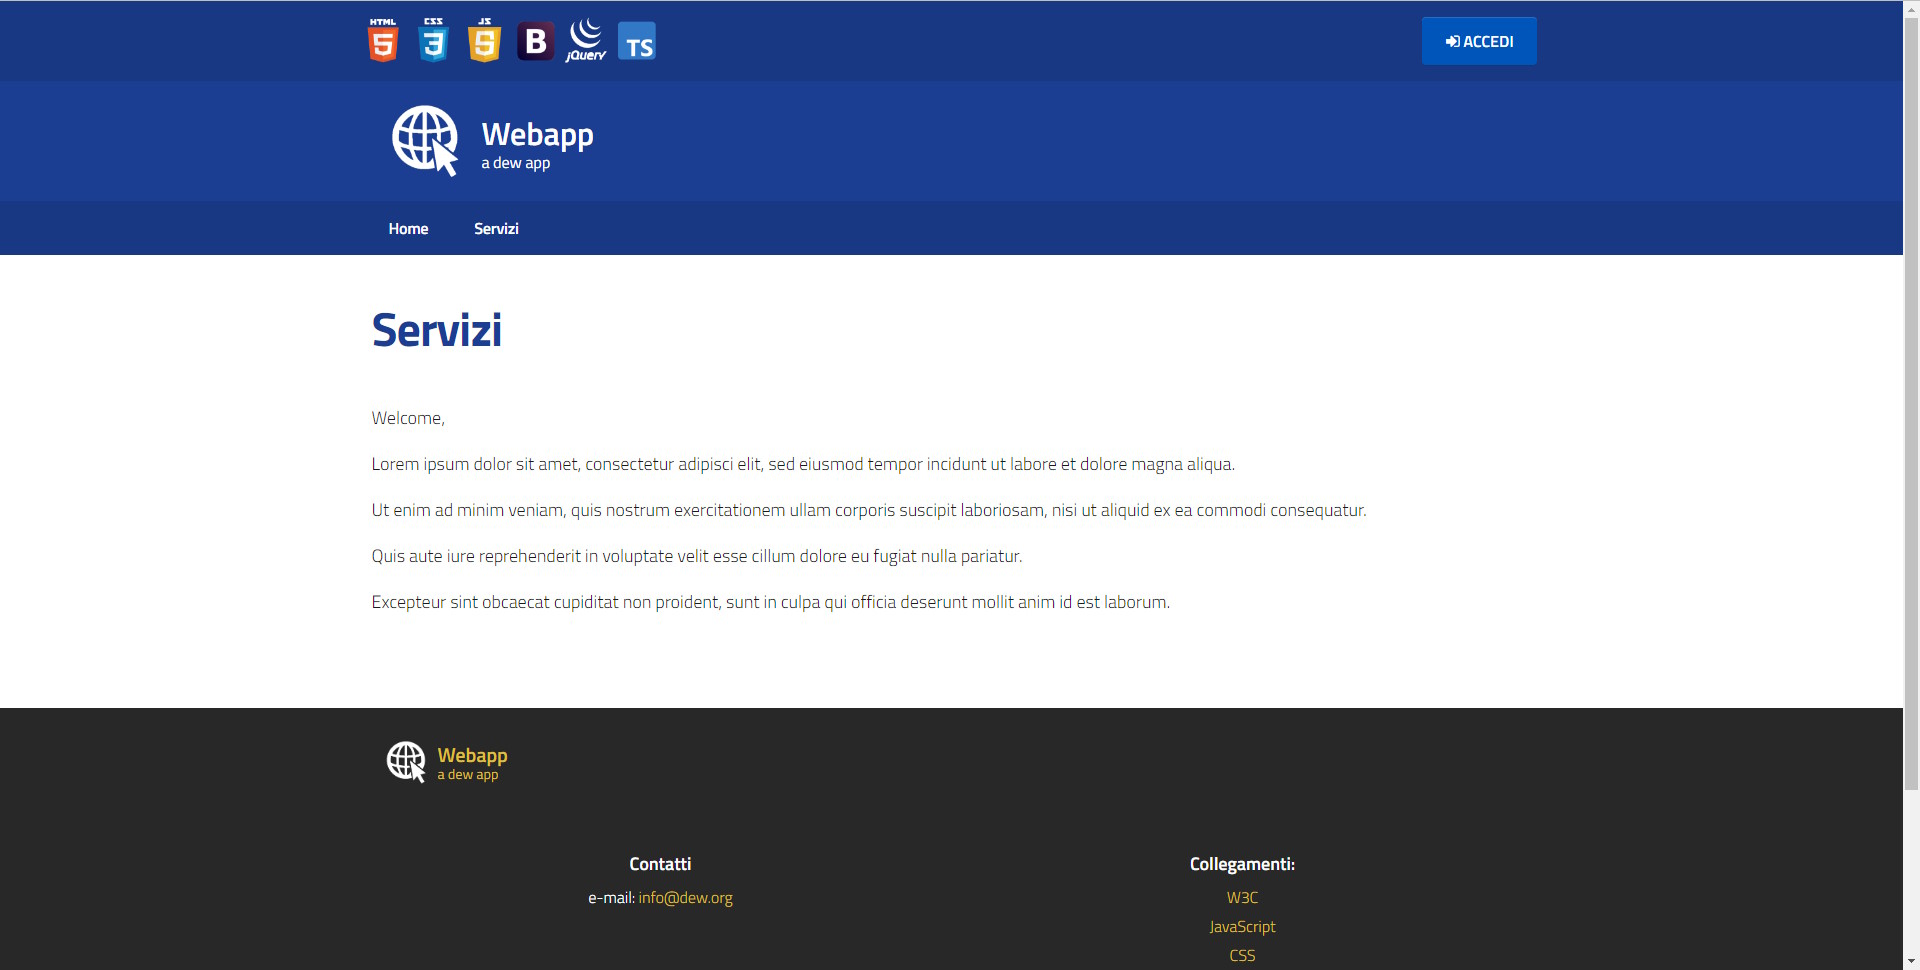 HTML CSS JS
5 3 5 B jQuery TS
ACCEDI
Webapp
a dew app
Home Servizi
Servizi
Welcome,
Lorem ipsum dolor sit amet, consectetur adipisci elit, sed eiusmod tempor incidunt ut labore et dolore magna aliqua.
Ut enim ad minim veniam, quis nostrum exercitationem ullam corporis suscipit laboriosam, nisi ut aliquid ex ea commodi consequatur.
Quis aute iure reprehenderit in voluptate velit esse cillum dolore eu fugiat nulla pariatur.
Excepteur sint obcaecat cupiditat non proident, sunt in culpa qui officia deserunt mollit anim id est laborum.
Webapp
a dew app
Contatti
e-mail: info@dew.org
Collegamenti:
W3C
JavaScript
CSS